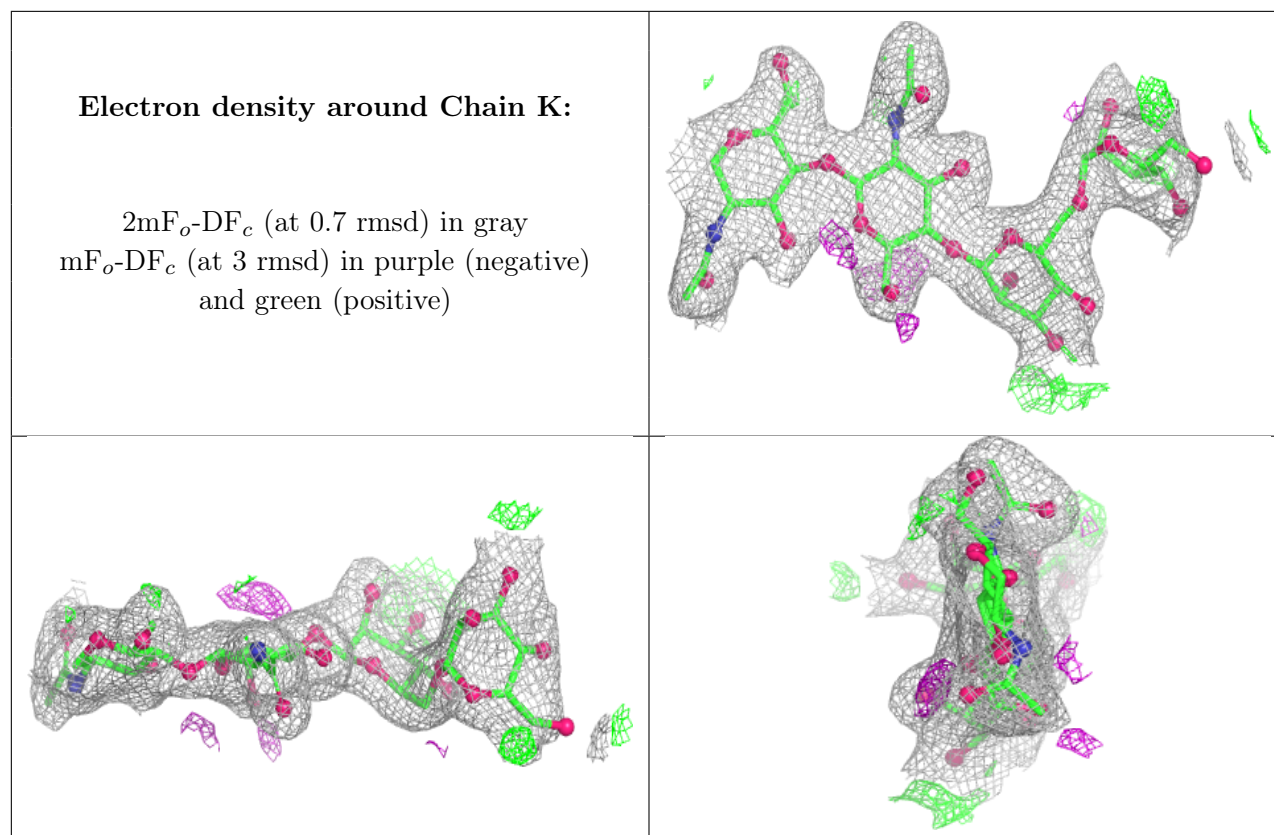 Electron density around Chain K:
2mFₒ-DF𝒸 (at 0.7 rmsd) in gray
mFₒ-DF𝒸 (at 3 rmsd) in purple (negative)
and green (positive)